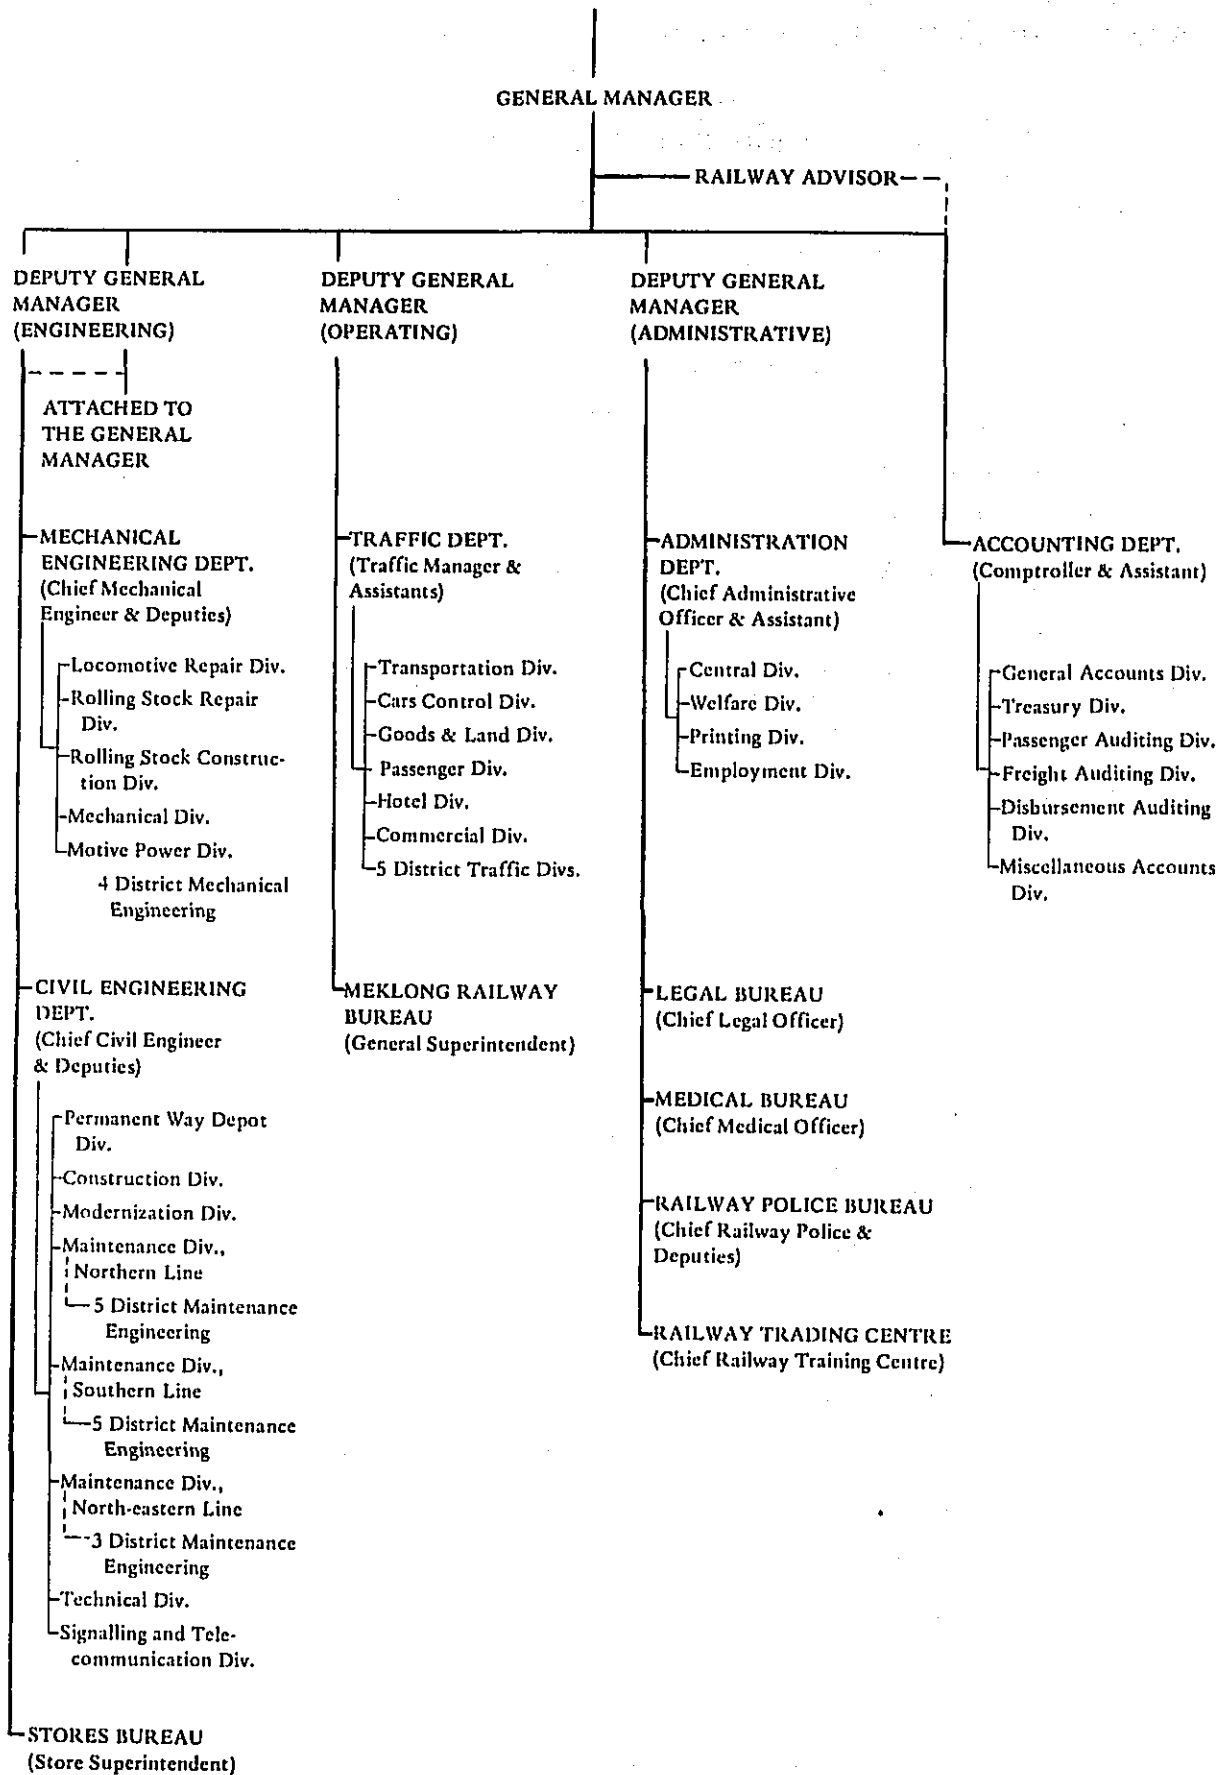 GENERAL MANAGER
RAILWAY ADVISOR
DEPUTY GENERAL
MANAGER
(ENGINEERING)
ATTACHED TO
THE GENERAL
MANAGER
MECHANICAL
ENGINEERING DEPT.
(Chief Mechanical
Engineer & Deputies)
Locomotive Repair Div.
Rolling Stock Repair
Div.
Rolling Stock Construc-
tion Div.
Mechanical Div.
Motive Power Div.
4 District Mechanical
Engineering
CIVIL ENGINEERING
DEPT.
(Chief Civil Engineer
& Deputies)
Permanent Way Depot
Div.
Construction Div.
Modernization Div.
Maintenance Div.,
Northern Line
5 District Maintenance
Engineering
Maintenance Div.,
Southern Line
5 District Maintenance
Engineering
Maintenance Div.,
North-eastern Line
3 District Maintenance
Engineering
Technical Div.
Signalling and Tele-
communication Div.
STORES BUREAU
(Store Superintendent)
DEPUTY GENERAL
MANAGER
(OPERATING)
TRAFFIC DEPT.
(Traffic Manager &
Assistants)
Transportation Div.
Cars Control Div.
Goods & Land Div.
Passenger Div.
Hotel Div.
Commercial Div.
5 District Traffic Divs.
MEKLONG RAILWAY
BUREAU
(General Superintendent)
DEPUTY GENERAL
MANAGER
(ADMINISTRATIVE)
ADMINISTRATION
DEPT.
(Chief Administrative
Officer & Assistant)
Central Div.
Welfare Div.
Printing Div.
Employment Div.
LEGAL BUREAU
(Chief Legal Officer)
MEDICAL BUREAU
(Chief Medical Officer)
RAILWAY POLICE BUREAU
(Chief Railway Police &
Deputies)
RAILWAY TRADING CENTRE
(Chief Railway Training Centre)
ACCOUNTING DEPT.
(Comptroller & Assistant)
General Accounts Div.
Treasury Div.
Passenger Auditing Div.
Freight Auditing Div.
Disbursement Auditing
Div.
Miscellaneous Accounts
Div.